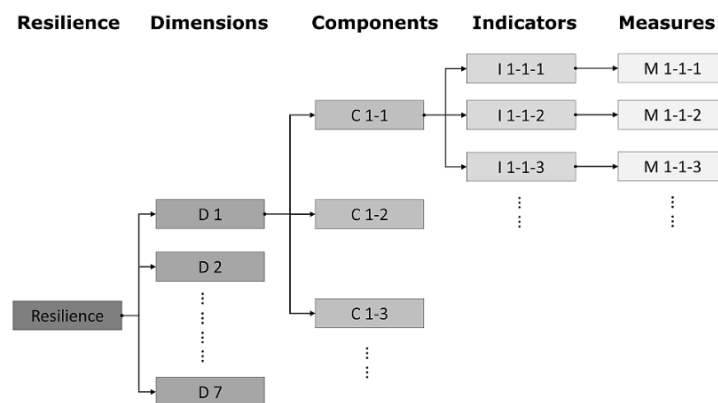 Resilience Dimensions Components Indicators Measures
I 1-1-1 M 1-1-1
C 1-1 I 1-1-2 M 1-1-2
I 1-1-3 M 1-1-3
D 1 C 1-2
D 2
Resilience C 1-3
D 7